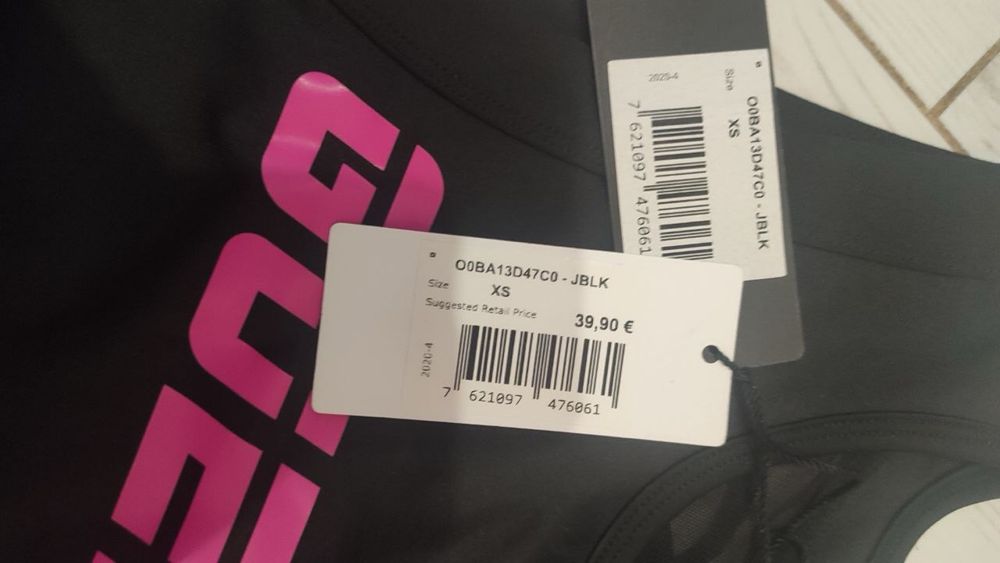 O0BA13D47C0 - JBLK
Size
XS
Suggested Retail Price
39,90 €
2020-4
7 621097 476061
O0BA13D47C0 - JBLK
Size
XS
2020-4
7 621097 476061